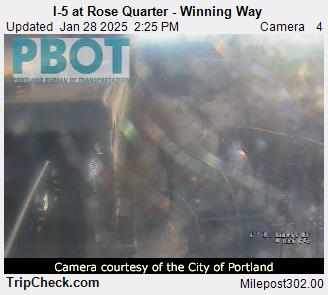 I-5 at Rose Quarter - Winning Way
Updated Jan 28 2025 2:25 PM Camera 4
PBOT
PORTLAND BUREAU OF TRANSPORTATION
Camera courtesy of the City of Portland
TripCheck.com Milepost302.00